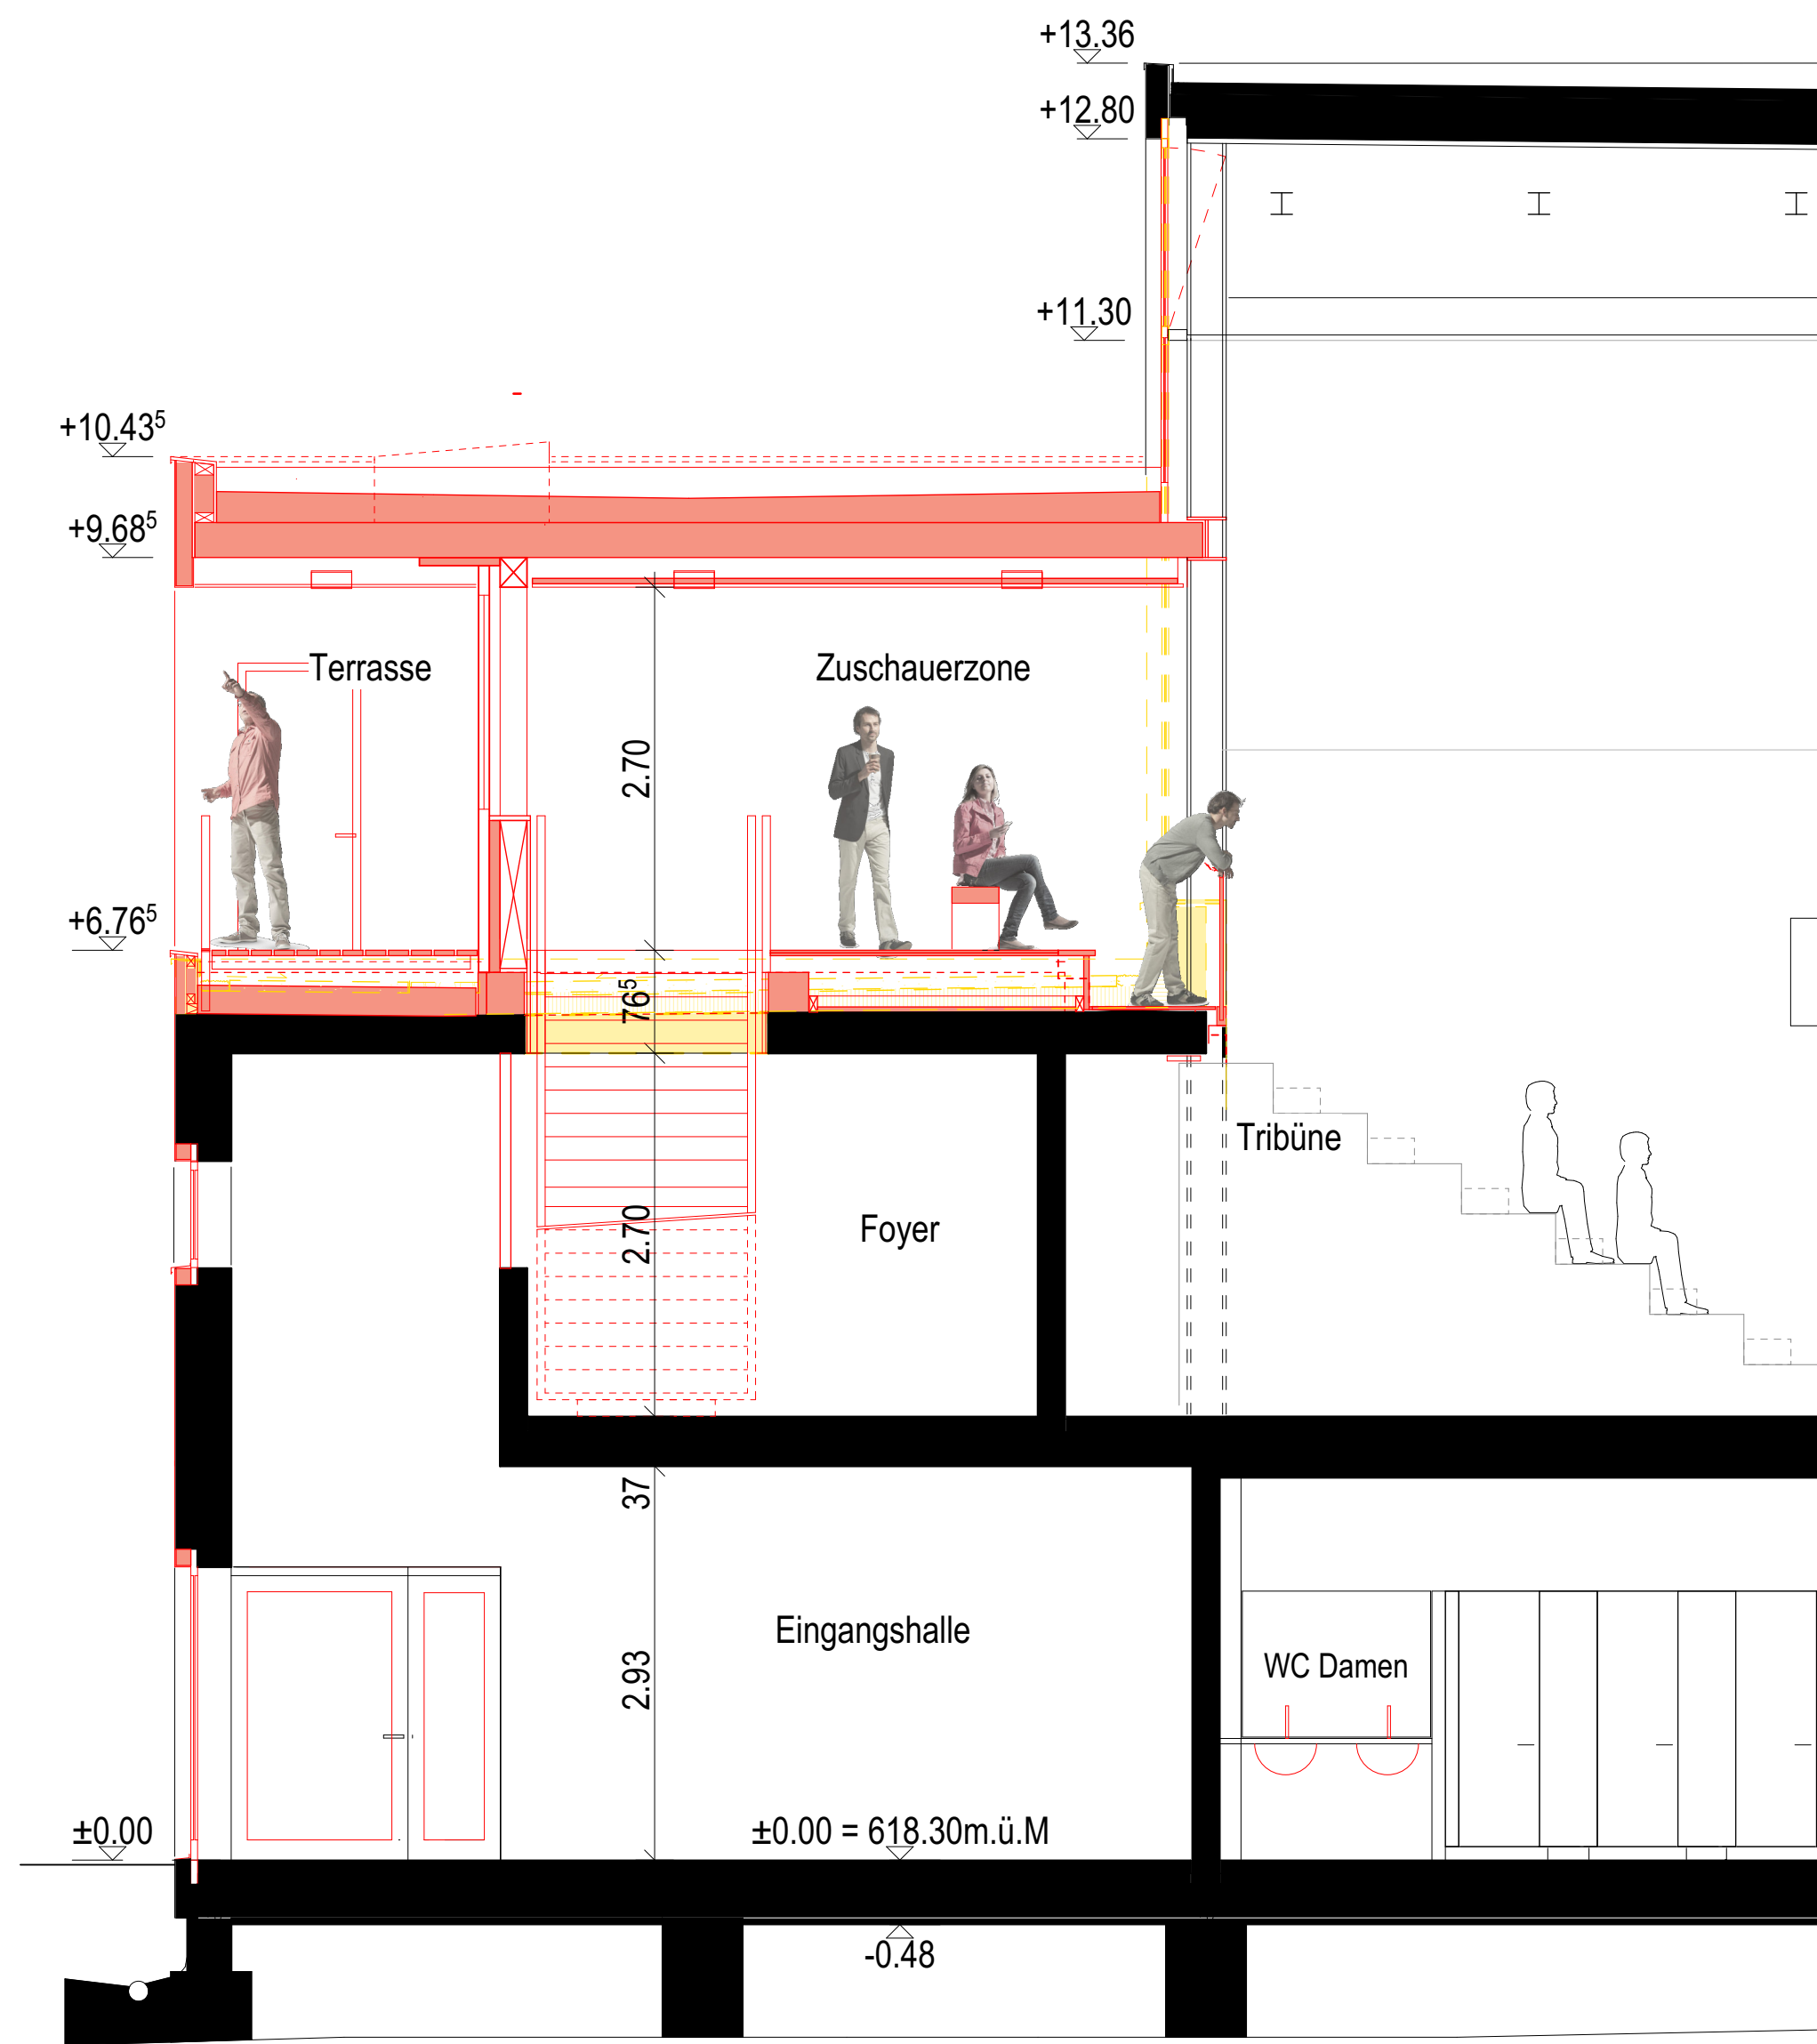 +13.36
+12.80
+11.30
+10.43⁵
+9.68⁵
Terrasse
Zuschauerzone
2.70
+6.76⁵
76⁵
Tribüne
2.70
Foyer
37
Eingangshalle
2.93
WC Damen
±0.00
±0.00 = 618.30m.ü.M
-0.48